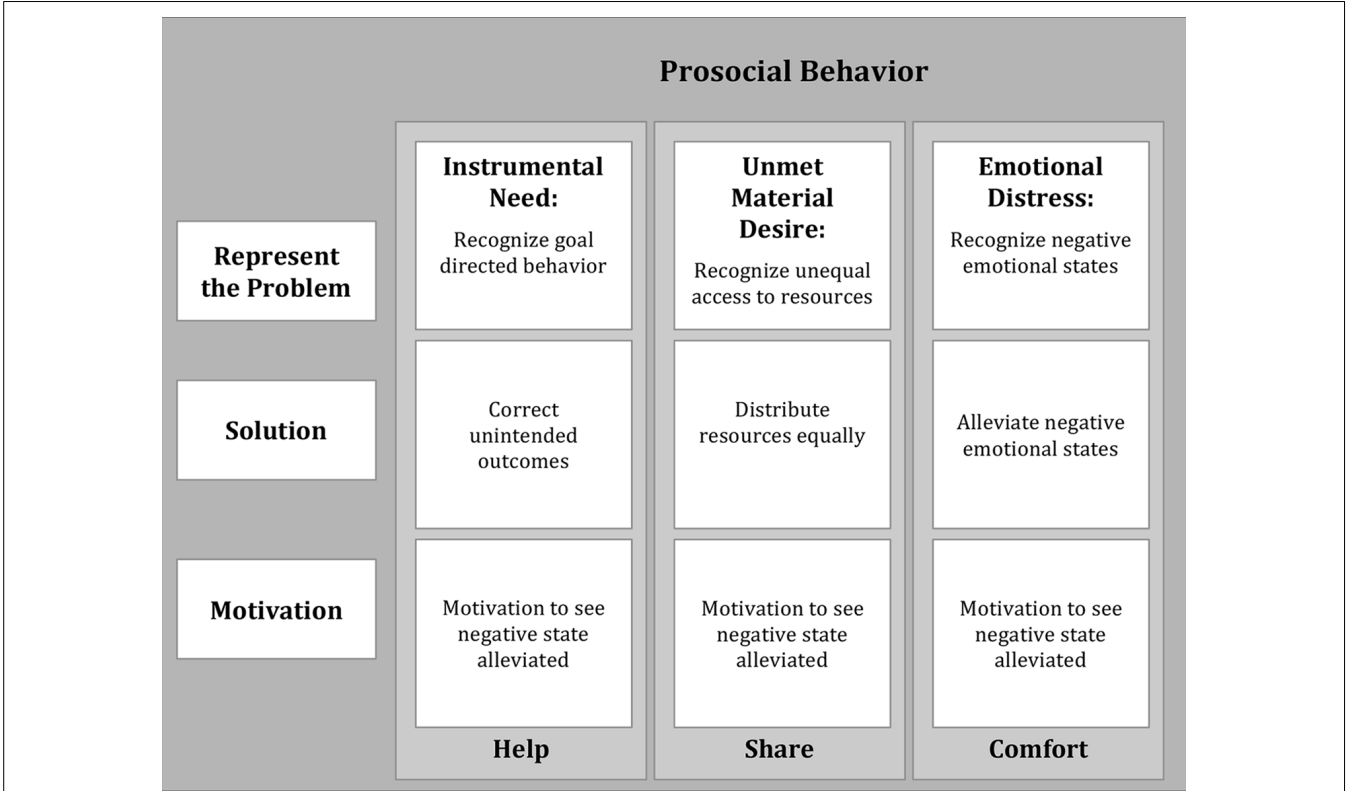 Prosocial Behavior
Instrumental
Need:
Recognize goal
directed behavior
Unmet
Material
Desire:
Recognize unequal
access to resources
Emotional
Distress:
Recognize negative
emotional states
Represent
the Problem
Solution
Correct
unintended
outcomes
Distribute
resources equally
Alleviate negative
emotional states
Motivation
Motivation to see
negative state
alleviated
Motivation to see
negative state
alleviated
Motivation to see
negative state
alleviated
Help
Share
Comfort